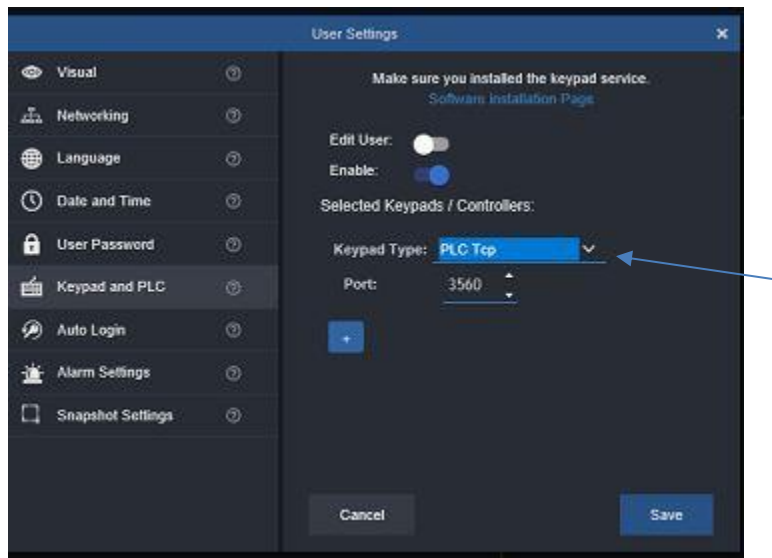 User Settings
Visual
Networking
Language
Date and Time
User Password
Keypad and PLC
Auto Login
Alarm Settings
Snapshot Settings
Make sure you installed the keypad service.
Software Installation Page
Edit User:
Enable:
Selected Keypads / Controllers:
Keypad Type: PLC Tcp
Port: 3560
+
Cancel
Save